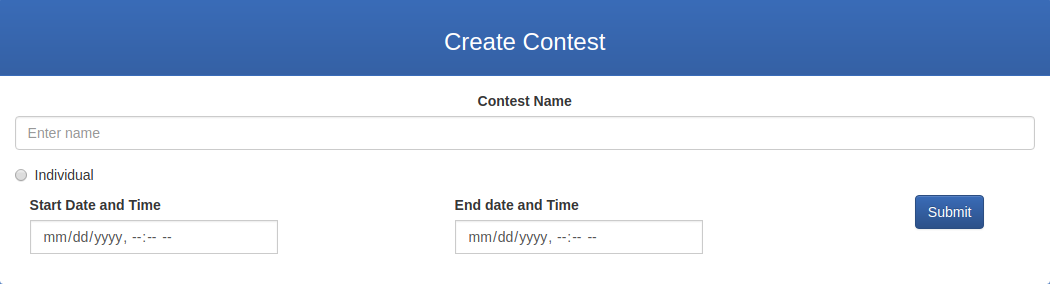 Create Contest
Contest Name
Enter name
Individual
Start Date and Time
End date and Time
Submit
mm/dd/yyyy, --:-- --
mm/dd/yyyy, --:-- --